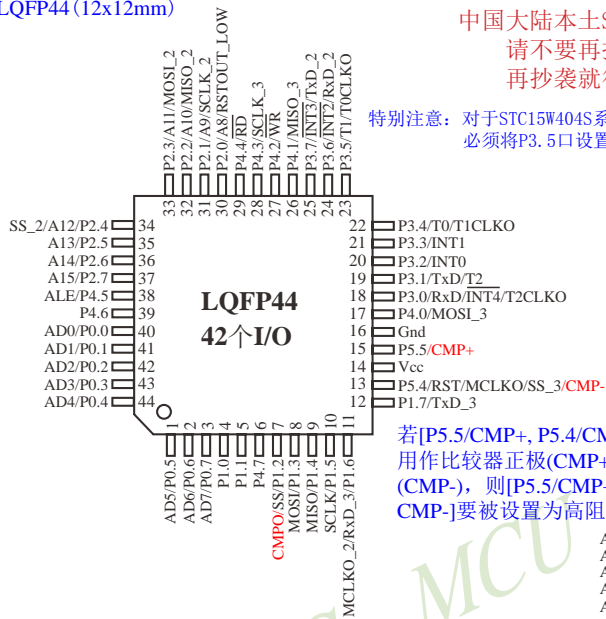 LQFP44(12x12mm)
中国大陆本土S
请不要再
再抄袭就
特别注意: 对于STC15W404S系
必须将P3.5口设置
P2.3/A11/MOSI_2
P2.2/A10/MISO_2
P2.1/A9/SCLK_2
P2.0/A8/RSTOUT_LOW
P4.4/RD
P4.3/SCLK_3
P4.2/WR
P4.1/MISO_3
P3.7/INT3/TxD_2
P3.6/INT2/RxD_2
P3.5/T1/T0CLKO
33 32 31 30 29 28 27 26 25 24 23
SS_2/A12/P2.4 34
A13/P2.5 35
A14/P2.6 36
A15/P2.7 37
ALE/P4.5 38
P4.6 39
AD0/P0.0 40
AD1/P0.1 41
AD2/P0.2 42
AD3/P0.3 43
AD4/P0.4 44
LQFP44
42个I/O
22 P3.4/T0/T1CLKO
21 P3.3/INT1
20 P3.2/INT0
19 P3.1/TxD/T2
18 P3.0/RxD/INT4/T2CLKO
17 P4.0/MOSI_3
16 Gnd
15 P5.5/CMP+
14 Vcc
13 P5.4/RST/MCLKO/SS_3/CMP-
12 P1.7/TxD_3
1 2 3 4 5 6 7 8 9 10 11
AD5/P0.5
AD6/P0.6
AD7/P0.7
P1.0
P1.1
P4.7
CMPO/SS/P1.2
MOSI/P1.3
MISO/P1.4
SCLK/P1.5
MCLKO_2/RxD_3/P1.6
若[P5.5/CMP+, P5.4/CM
用作比较器正极(CMP+
(CMP-)，则[P5.5/CMP+
CMP-]要被设置为高阻
MCU